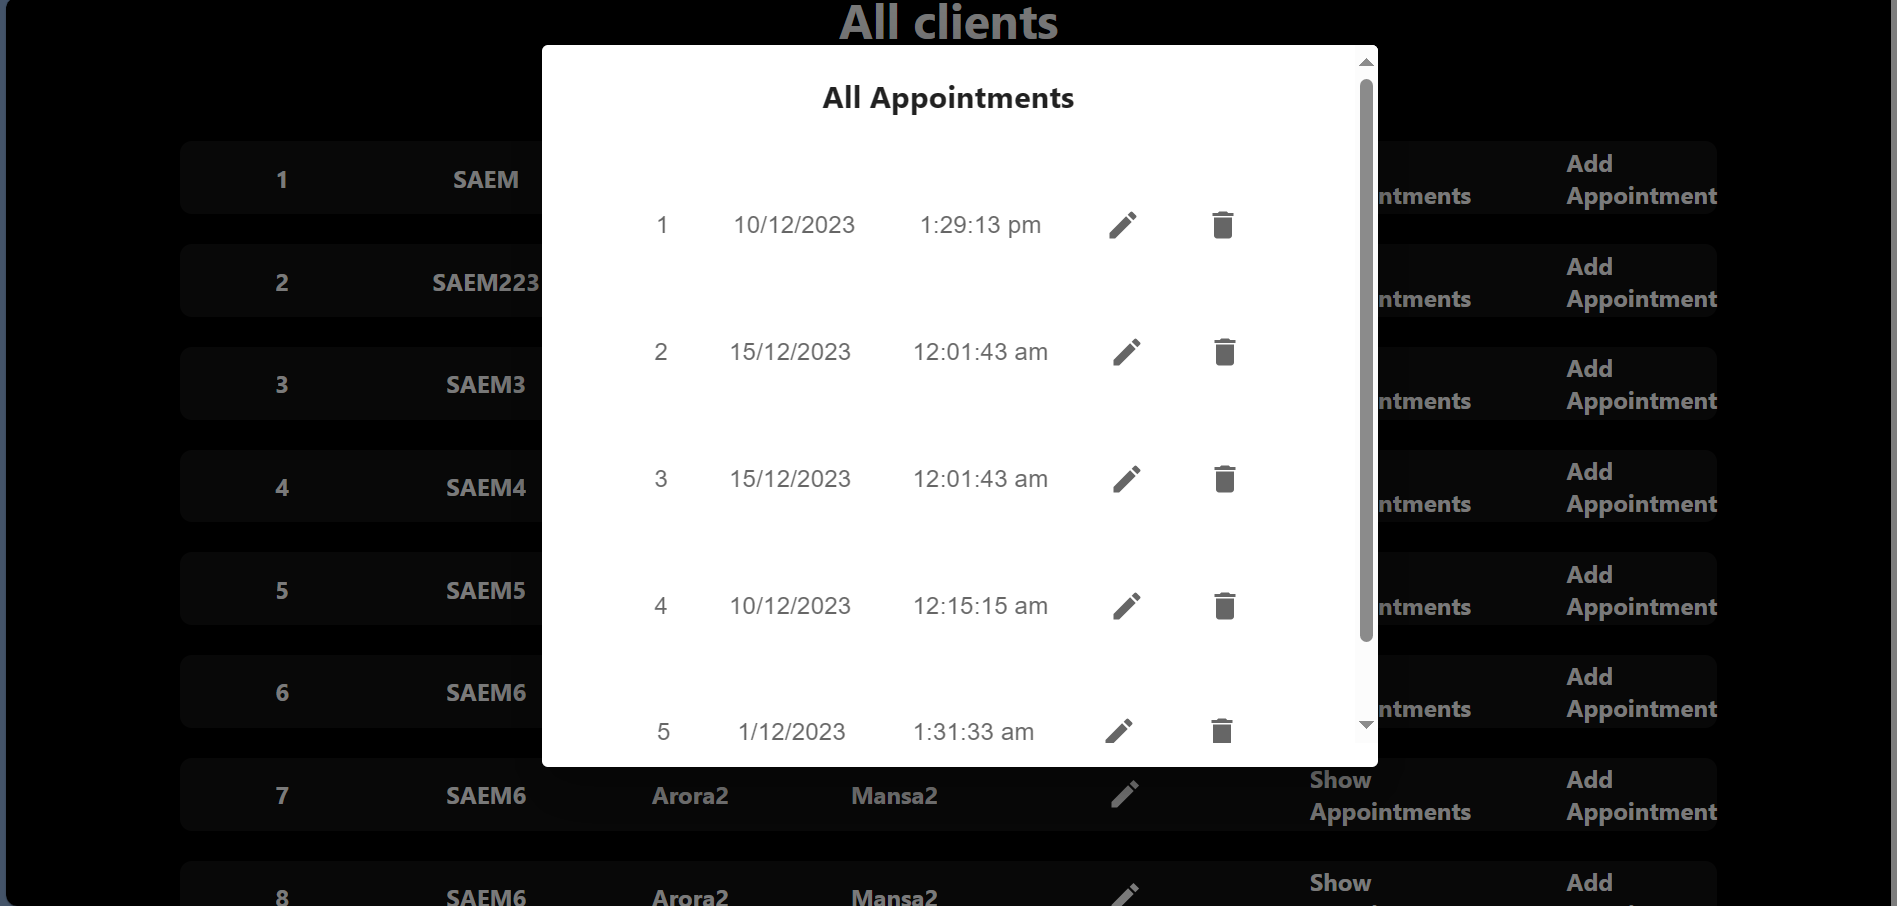 All clients
All Appointments
1 10/12/2023 1:29:13 pm
2 15/12/2023 12:01:43 am
3 15/12/2023 12:01:43 am
4 10/12/2023 12:15:15 am
5 1/12/2023 1:31:33 am
1 SAEM ntments Add Appointment
2 SAEM223 ntments Add Appointment
3 SAEM3 ntments Add Appointment
4 SAEM4 ntments Add Appointment
5 SAEM5 ntments Add Appointment
6 SAEM6 ntments Add Appointment
7 SAEM6 Arora2 Mansa2 Show Appointments Add Appointment
8 SAEM6 Arora2 Mansa2 Show Add